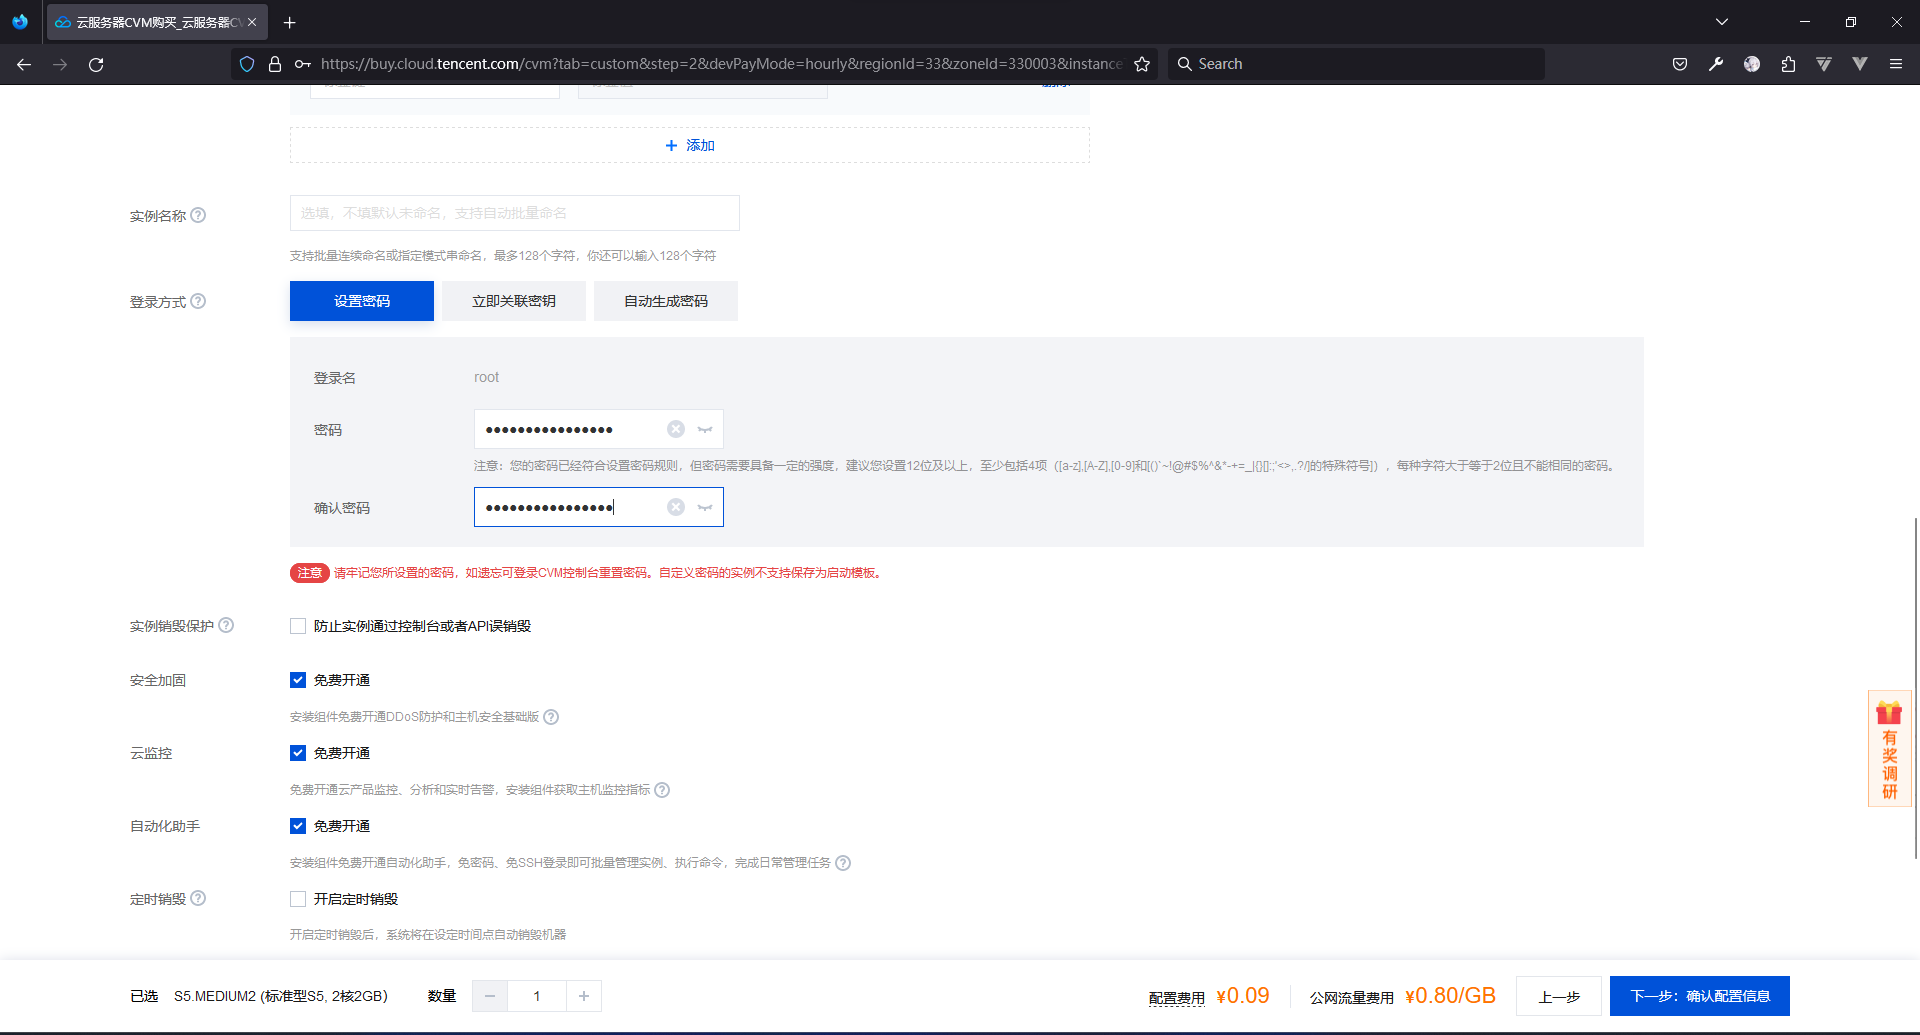 云服务器CVM购买_云服务器CV
https://buy.cloud.tencent.com/cvm?tab=custom&step=2&devPayMode=hourly&regionId=33&zoneId=330003&instance
Search
添加
实例名称
选填，不填默认未命名，支持自动批量命名
支持批量连续命名或指定模式串命名，最多128个字符，你还可以输入128个字符
登录方式
设置密码 立即关联密钥 自动生成密码
登录名 root
密码 ●●●●●●●●●●●●●●●●
注意：您的密码已经符合设置密码规则，但密码需要具备一定的强度，建议您设置12位及以上，至少包括4项（[a-z],[A-Z],[0-9]和[()`~!@#$%^&*-+=_|{}[]:;'<>,.?/]的特殊符号]），每种字符大于等于2位且不能相同的密码。
确认密码 ●●●●●●●●●●●●●●●●
注意 请牢记您所设置的密码，如遗忘可登录CVM控制台重置密码。自定义密码的实例不支持保存为启动模板。
实例销毁保护 防止实例通过控制台或者API误销毁
安全加固 免费开通
安装组件免费开通DDoS防护和主机安全基础版
云监控 免费开通
免费开通云产品监控、分析和实时告警，安装组件获取主机监控指标
自动化助手 免费开通
安装组件免费开通自动化助手，免密码、免SSH登录即可批量管理实例、执行命令，完成日常管理任务
定时销毁 开启定时销毁
开启定时销毁后，系统将在设定时间点自动销毁机器
有奖调研
已选 S5.MEDIUM2 (标准型S5, 2核2GB) 数量 1 配置费用 ¥0.09 公网流量费用 ¥0.80/GB 上一步 下一步：确认配置信息